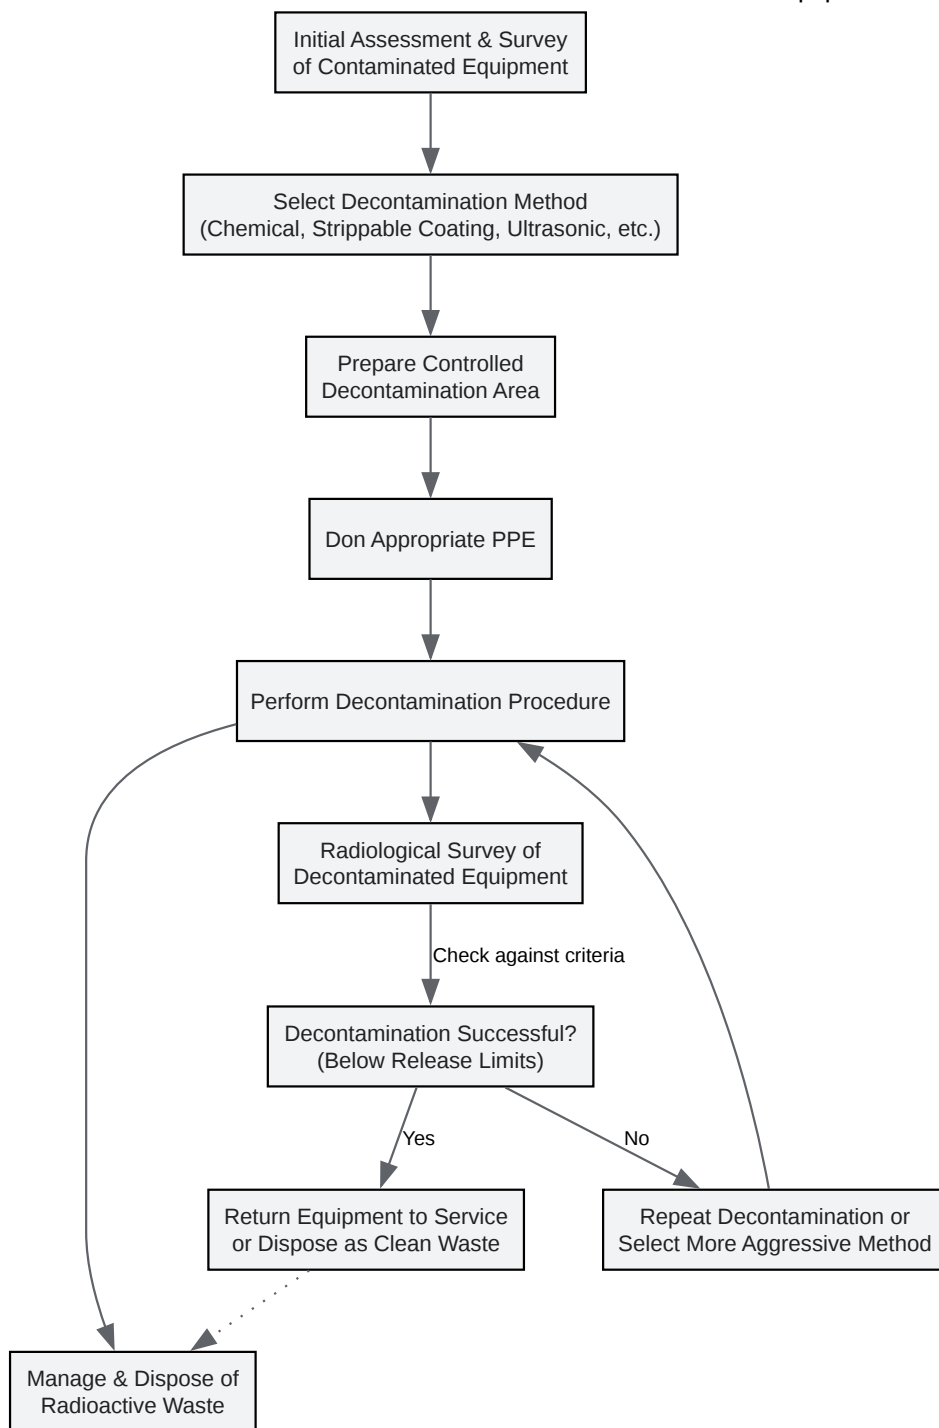 Initial Assessment & Survey
of Contaminated Equipment
Select Decontamination Method
(Chemical, Strippable Coating, Ultrasonic, etc.)
Prepare Controlled
Decontamination Area
Don Appropriate PPE
Perform Decontamination Procedure
Radiological Survey of
Decontaminated Equipment
Check against criteria
Decontamination Successful?
(Below Release Limits)
Yes
No
Return Equipment to Service
or Dispose as Clean Waste
Repeat Decontamination or
Select More Aggressive Method
Manage & Dispose of
Radioactive Waste